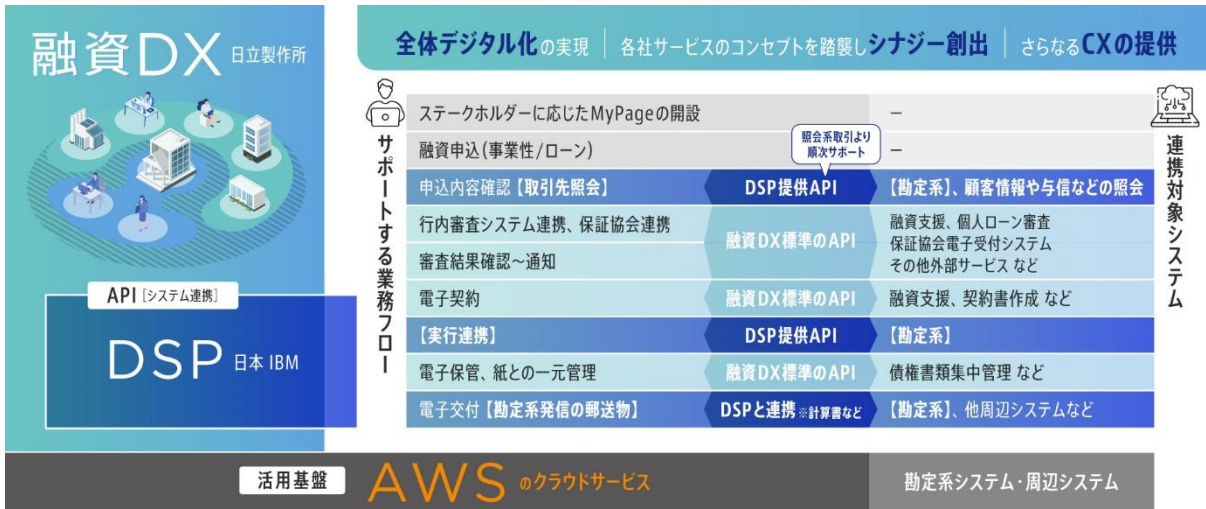 融資DX 日立製作所
API [システム連携]
DSP 日本 IBM
全体デジタル化の実現 | 各社サービスのコンセプトを踏襲しシナジー創出 | さらなるCXの提供
サポートする業務フロー
連携対象システム
ステークホルダーに応じたMyPageの開設 －
融資申込(事業性/ローン) －
照会系取引より
順次サポート
申込内容確認【取引先照会】 DSP提供API 【勘定系】、顧客情報や与信などの照会
行内審査システム連携、保証協会連携
審査結果確認～通知
融資DX標準のAPI
融資支援、個人ローン審査
保証協会電子受付システム
その他外部サービス など
電子契約 融資DX標準のAPI 融資支援、契約書作成 など
【実行連携】 DSP提供API 【勘定系】
電子保管、紙との一元管理 融資DX標準のAPI 債権書類集中管理 など
電子交付【勘定系発信の郵送物】 DSPと連携 ※計算書など 【勘定系】、他周辺システムなど
活用基盤 AWSのクラウドサービス 勘定系システム・周辺システム